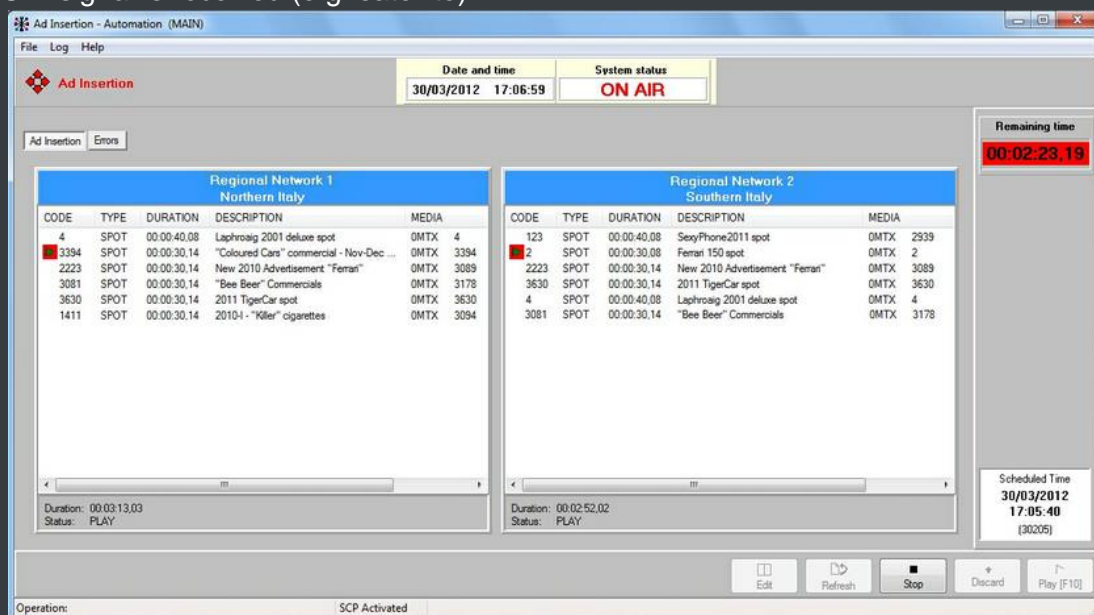 Ad Insertion - Automation (MAIN)
File Log Help
Ad Insertion
Date and time
30/03/2012 17:06:59
System status
ON AIR
Remaining time
00:02:23,19
Ad Insertion Errors
Regional Network 1
Northern Italy
CODE TYPE DURATION DESCRIPTION MEDIA
4 SPOT 00:00:40,08 Laphroaig 2001 deluxe spot 0MTX 4
3394 SPOT 00:00:30,14 "Coloured Cars" commercial - Nov-Dec ... 0MTX 3394
2223 SPOT 00:00:30,14 New 2010 Advertisement "Ferrari" 0MTX 3089
3081 SPOT 00:00:30,14 "Bee Beer" Commercials 0MTX 3178
3630 SPOT 00:00:30,14 2011 TigerCar spot 0MTX 3630
1411 SPOT 00:00:30,14 2010-I - "Killer" cigarettes 0MTX 3094
Duration: 00:03:13,03
Status: PLAY
Regional Network 2
Southern Italy
CODE TYPE DURATION DESCRIPTION MEDIA
123 SPOT 00:00:40,08 SexyPhone2011 spot 0MTX 2939
2 SPOT 00:00:30,08 Ferrari 150 spot 0MTX 2
2223 SPOT 00:00:30,14 New 2010 Advertisement "Ferrari" 0MTX 3089
3630 SPOT 00:00:30,14 2011 TigerCar spot 0MTX 3630
4 SPOT 00:00:40,08 Laphroaig 2001 deluxe spot 0MTX 4
3081 SPOT 00:00:30,14 "Bee Beer" Commercials 0MTX 3178
Duration: 00:02:52,02
Status: PLAY
Scheduled Time
30/03/2012
17:05:40
(30205)
Edit Refresh Stop Discard Play [F10]
Operation: SCP Activated